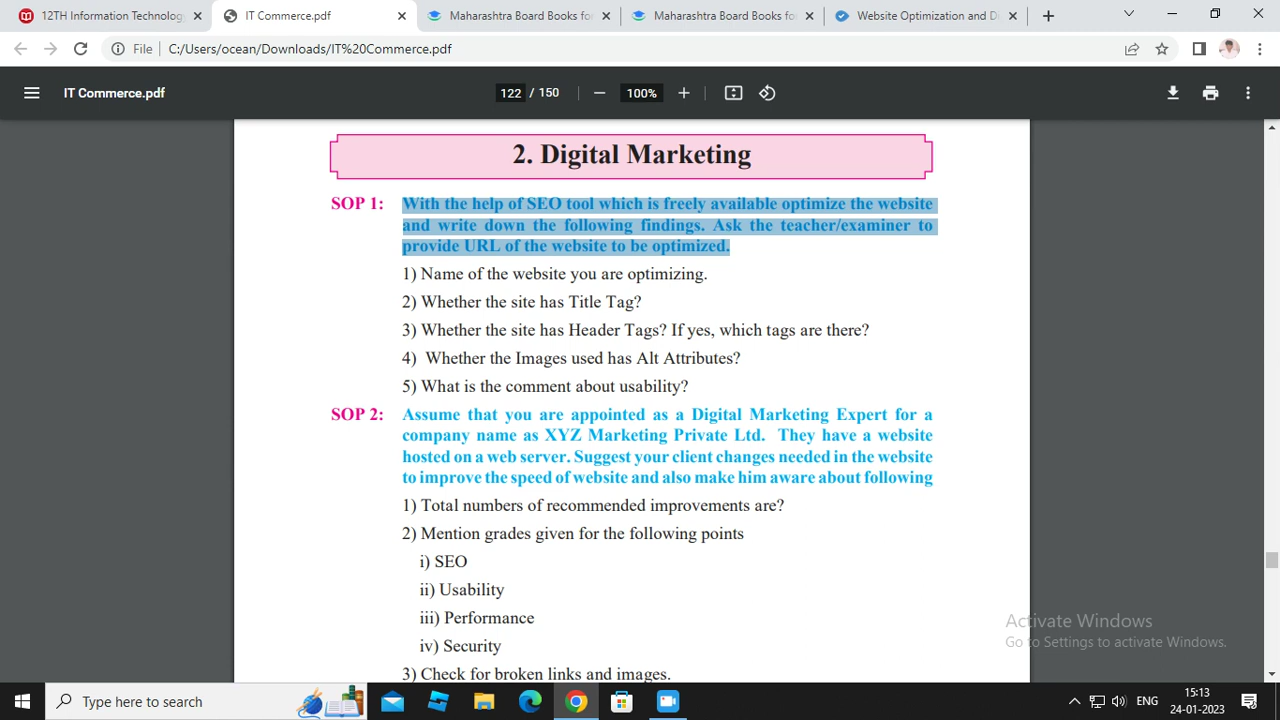 12TH Information Technology
IT Commerce.pdf
Maharashtra Board Books for
Maharashtra Board Books for
Website Optimization and D
File
C:/Users/ocean/Downloads/IT%20Commerce.pdf
IT Commerce.pdf
122 / 150
100%
2. Digital Marketing
SOP 1: With the help of SEO tool which is freely available optimize the website
and write down the following findings. Ask the teacher/examiner to
provide URL of the website to be optimized.
1) Name of the website you are optimizing.
2) Whether the site has Title Tag?
3) Whether the site has Header Tags? If yes, which tags are there?
4) Whether the Images used has Alt Attributes?
5) What is the comment about usability?
SOP 2: Assume that you are appointed as a Digital Marketing Expert for a
company name as XYZ Marketing Private Ltd. They have a website
hosted on a web server. Suggest your client changes needed in the website
to improve the speed of website and also make him aware about following
1) Total numbers of recommended improvements are?
2) Mention grades given for the following points
i) SEO
ii) Usability
iii) Performance
iv) Security
3) Check for broken links and images.
Activate Windows
Go to Settings to activate Windows.
Type here to search
ENG
15:13
24-01-2023